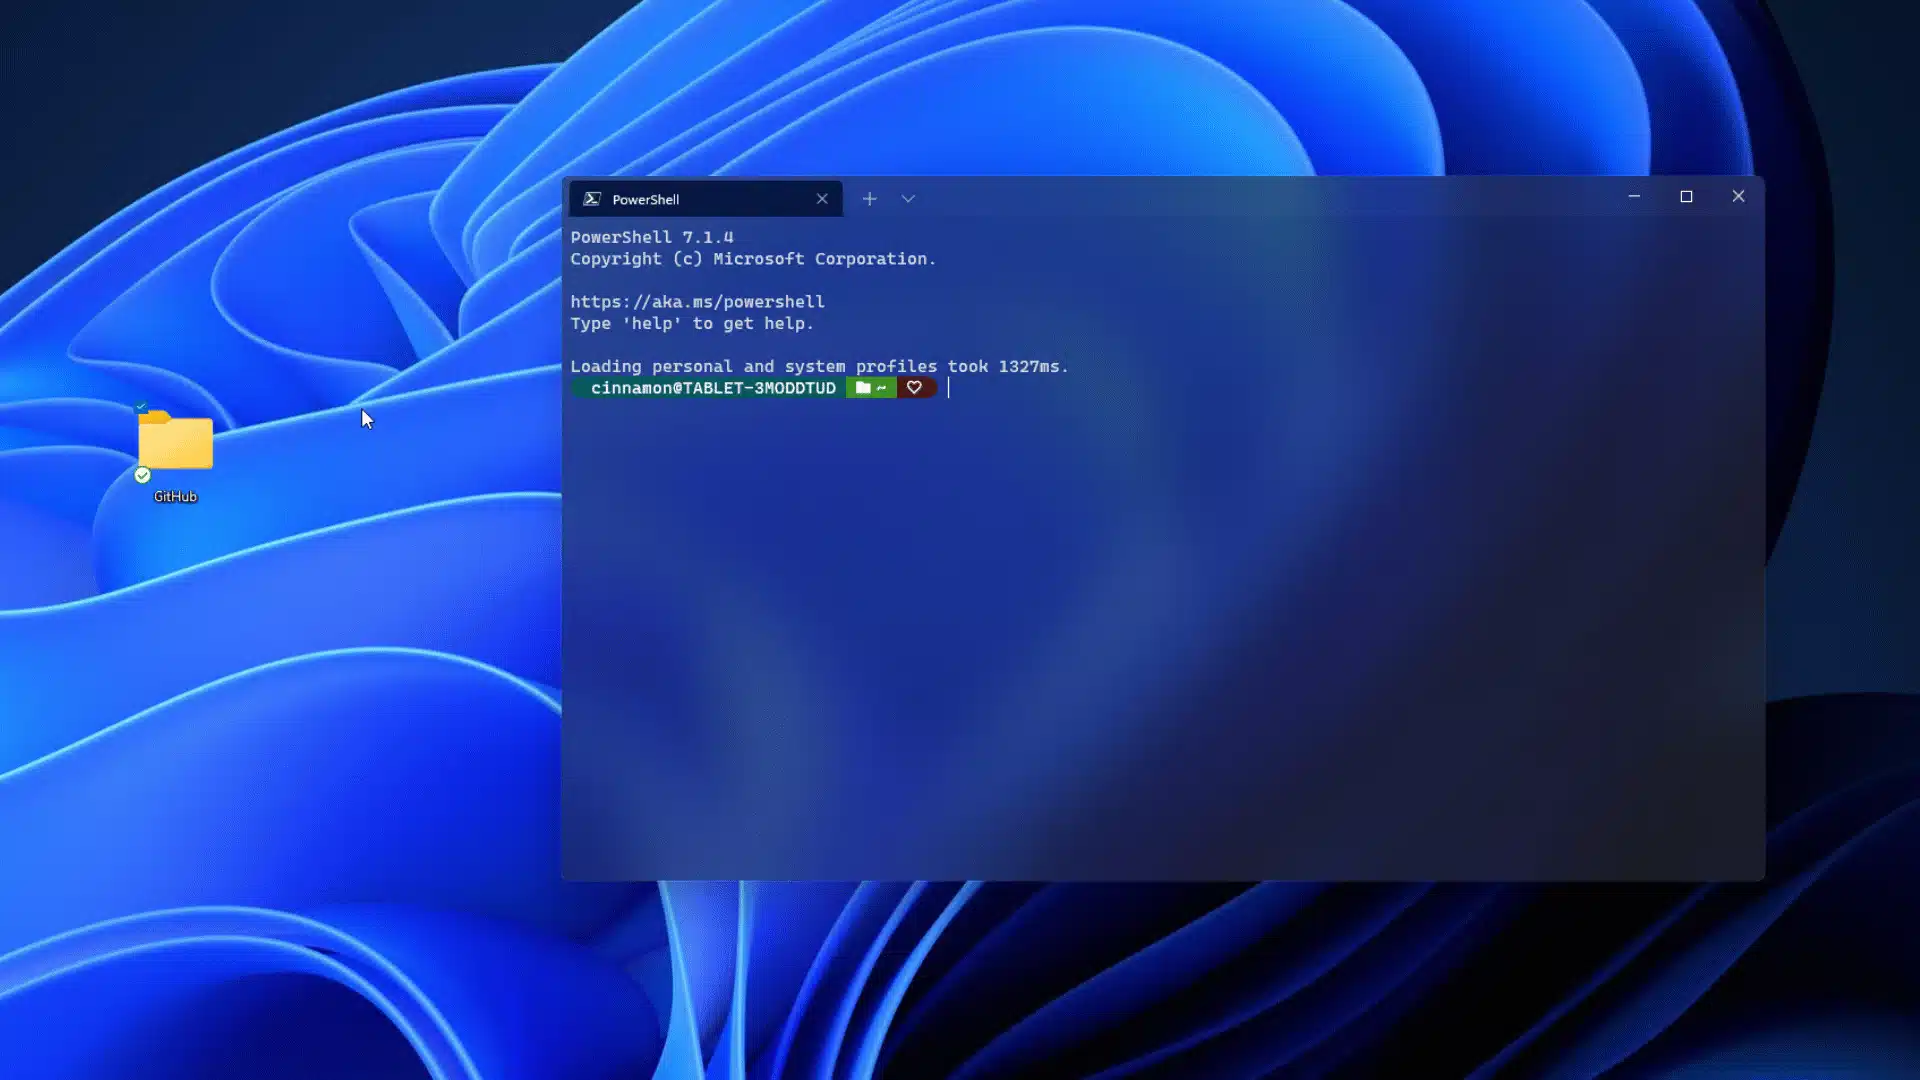 PowerShell
PowerShell 7.1.4
Copyright (c) Microsoft Corporation.
https://aka.ms/powershell
Type 'help' to get help.
Loading personal and system profiles took 1327ms.
cinnamon@TABLET-3MODDTUD ~
GitHub